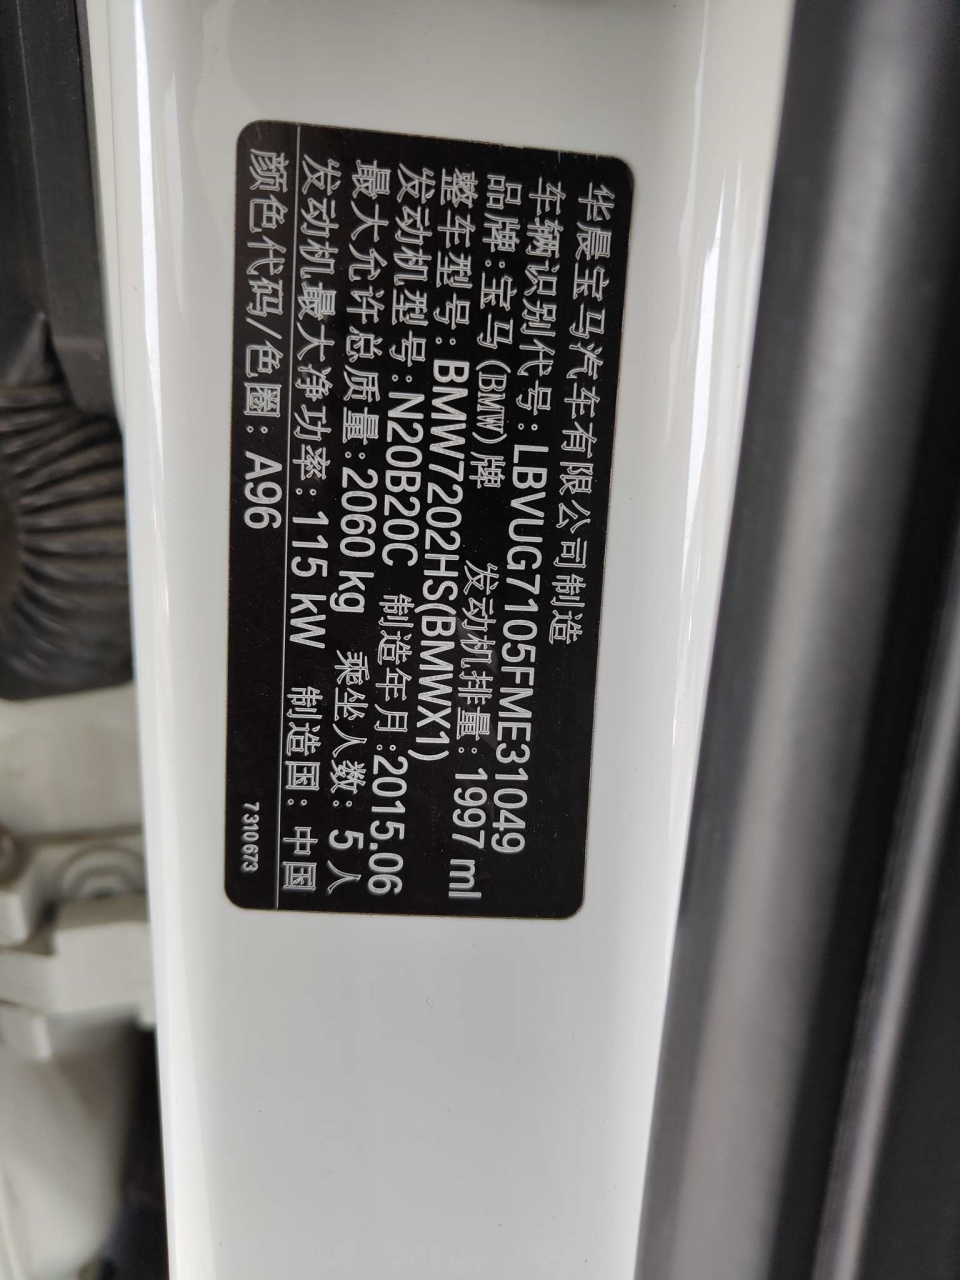 华晨宝马汽车有限公司制造
车辆识别代号:LBVUG7105FME31049
品牌:宝马(BMW)牌 发动机排量:1997 ml
整车型号:BMW7202HS(BMWX1)
发动机型号:N20B20C 制造年月:2015.06
最大允许总质量:2060 kg 乘坐人数:5人
发动机最大净功率:115 kW 制造国:中国
颜色代码/色圈:A96
7310673